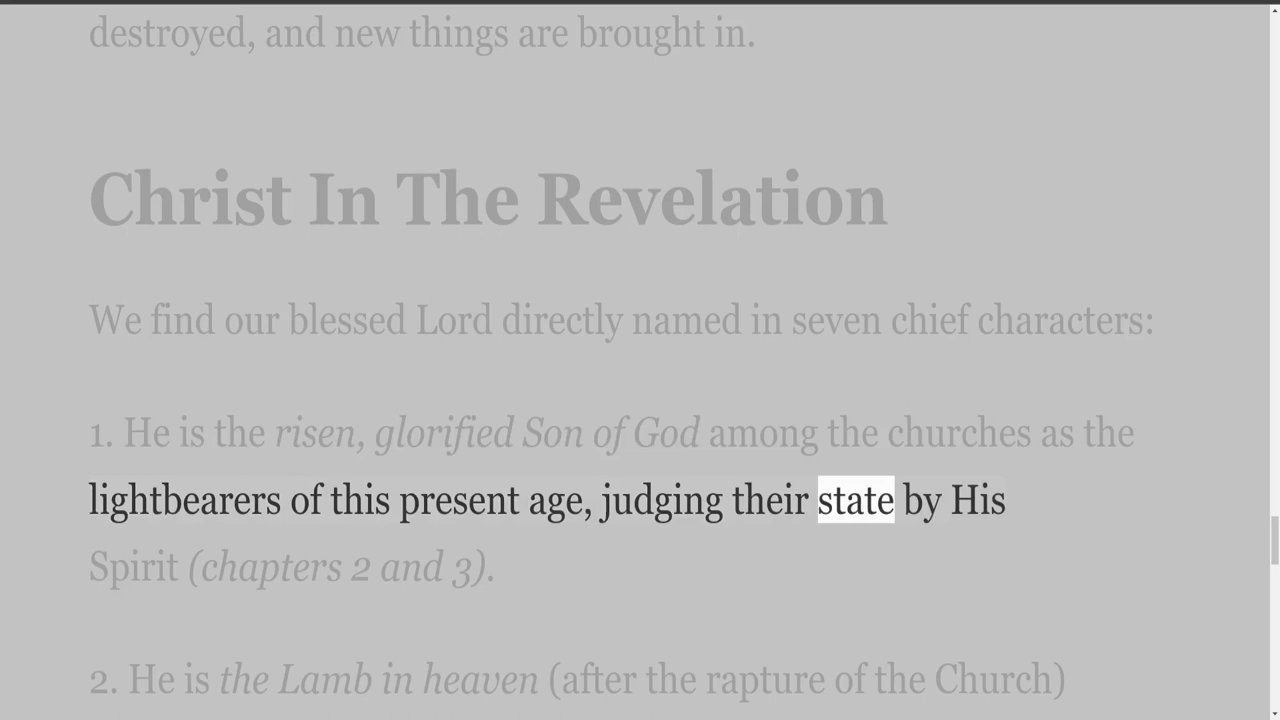 destroyed, and new things are brought in.
Christ In The Revelation
We find our blessed Lord directly named in seven chief characters:
1. He is the risen, glorified Son of God among the churches as the
lightbearers of this present age, judging their state by His
Spirit (chapters 2 and 3).
2. He is the Lamb in heaven (after the rapture of the Church)